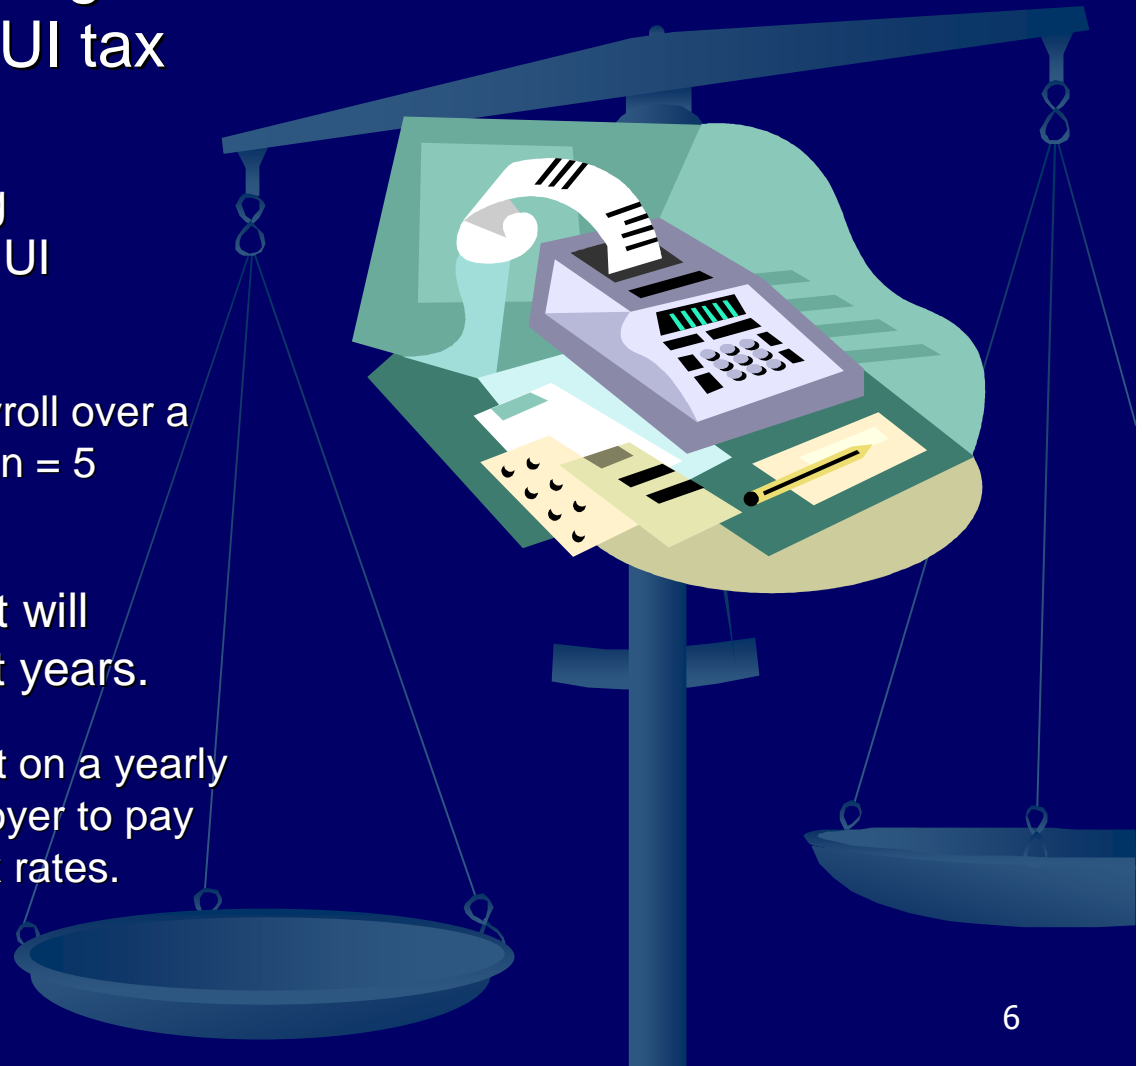 UI tax
UI
roll over a
n = 5
t will
t years.
t on a yearly
oyer to pay
rates.
6